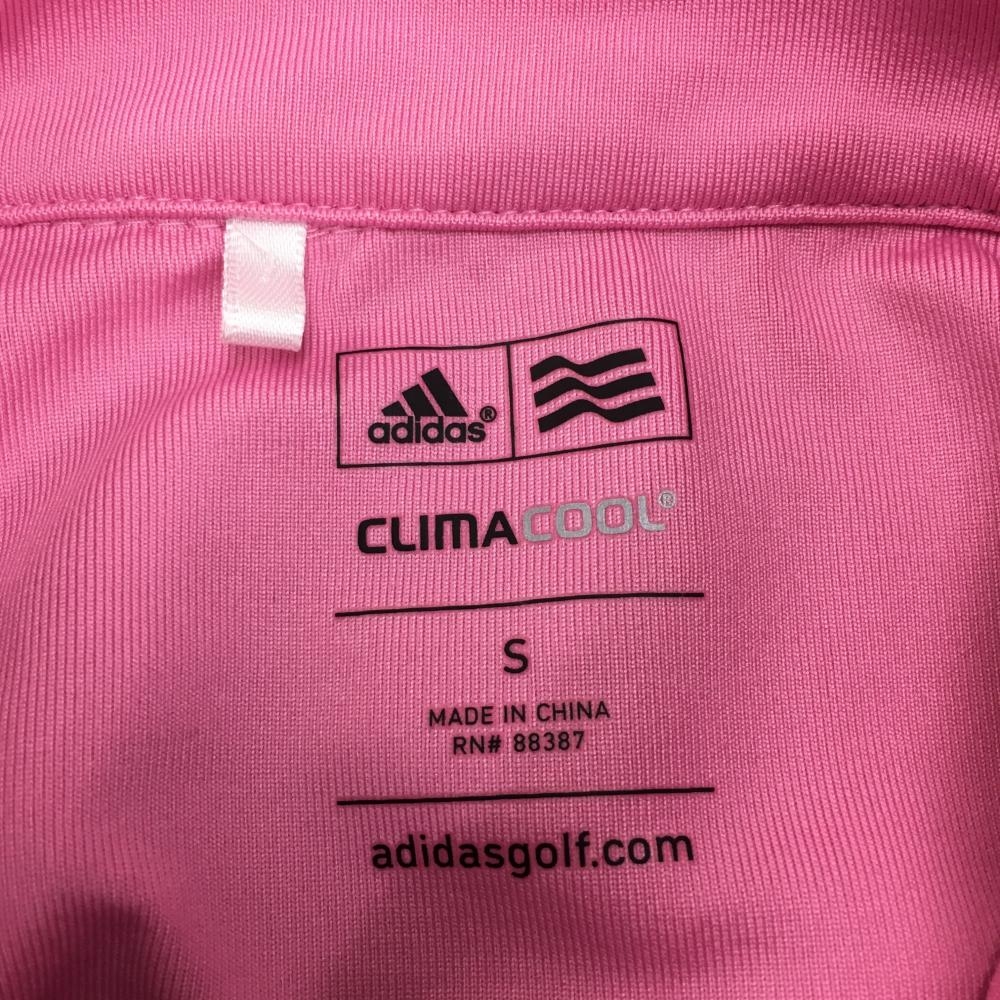 adidas®
CLIMACOOL®
S
MADE IN CHINA
RN# 88387
adidasgolf.com